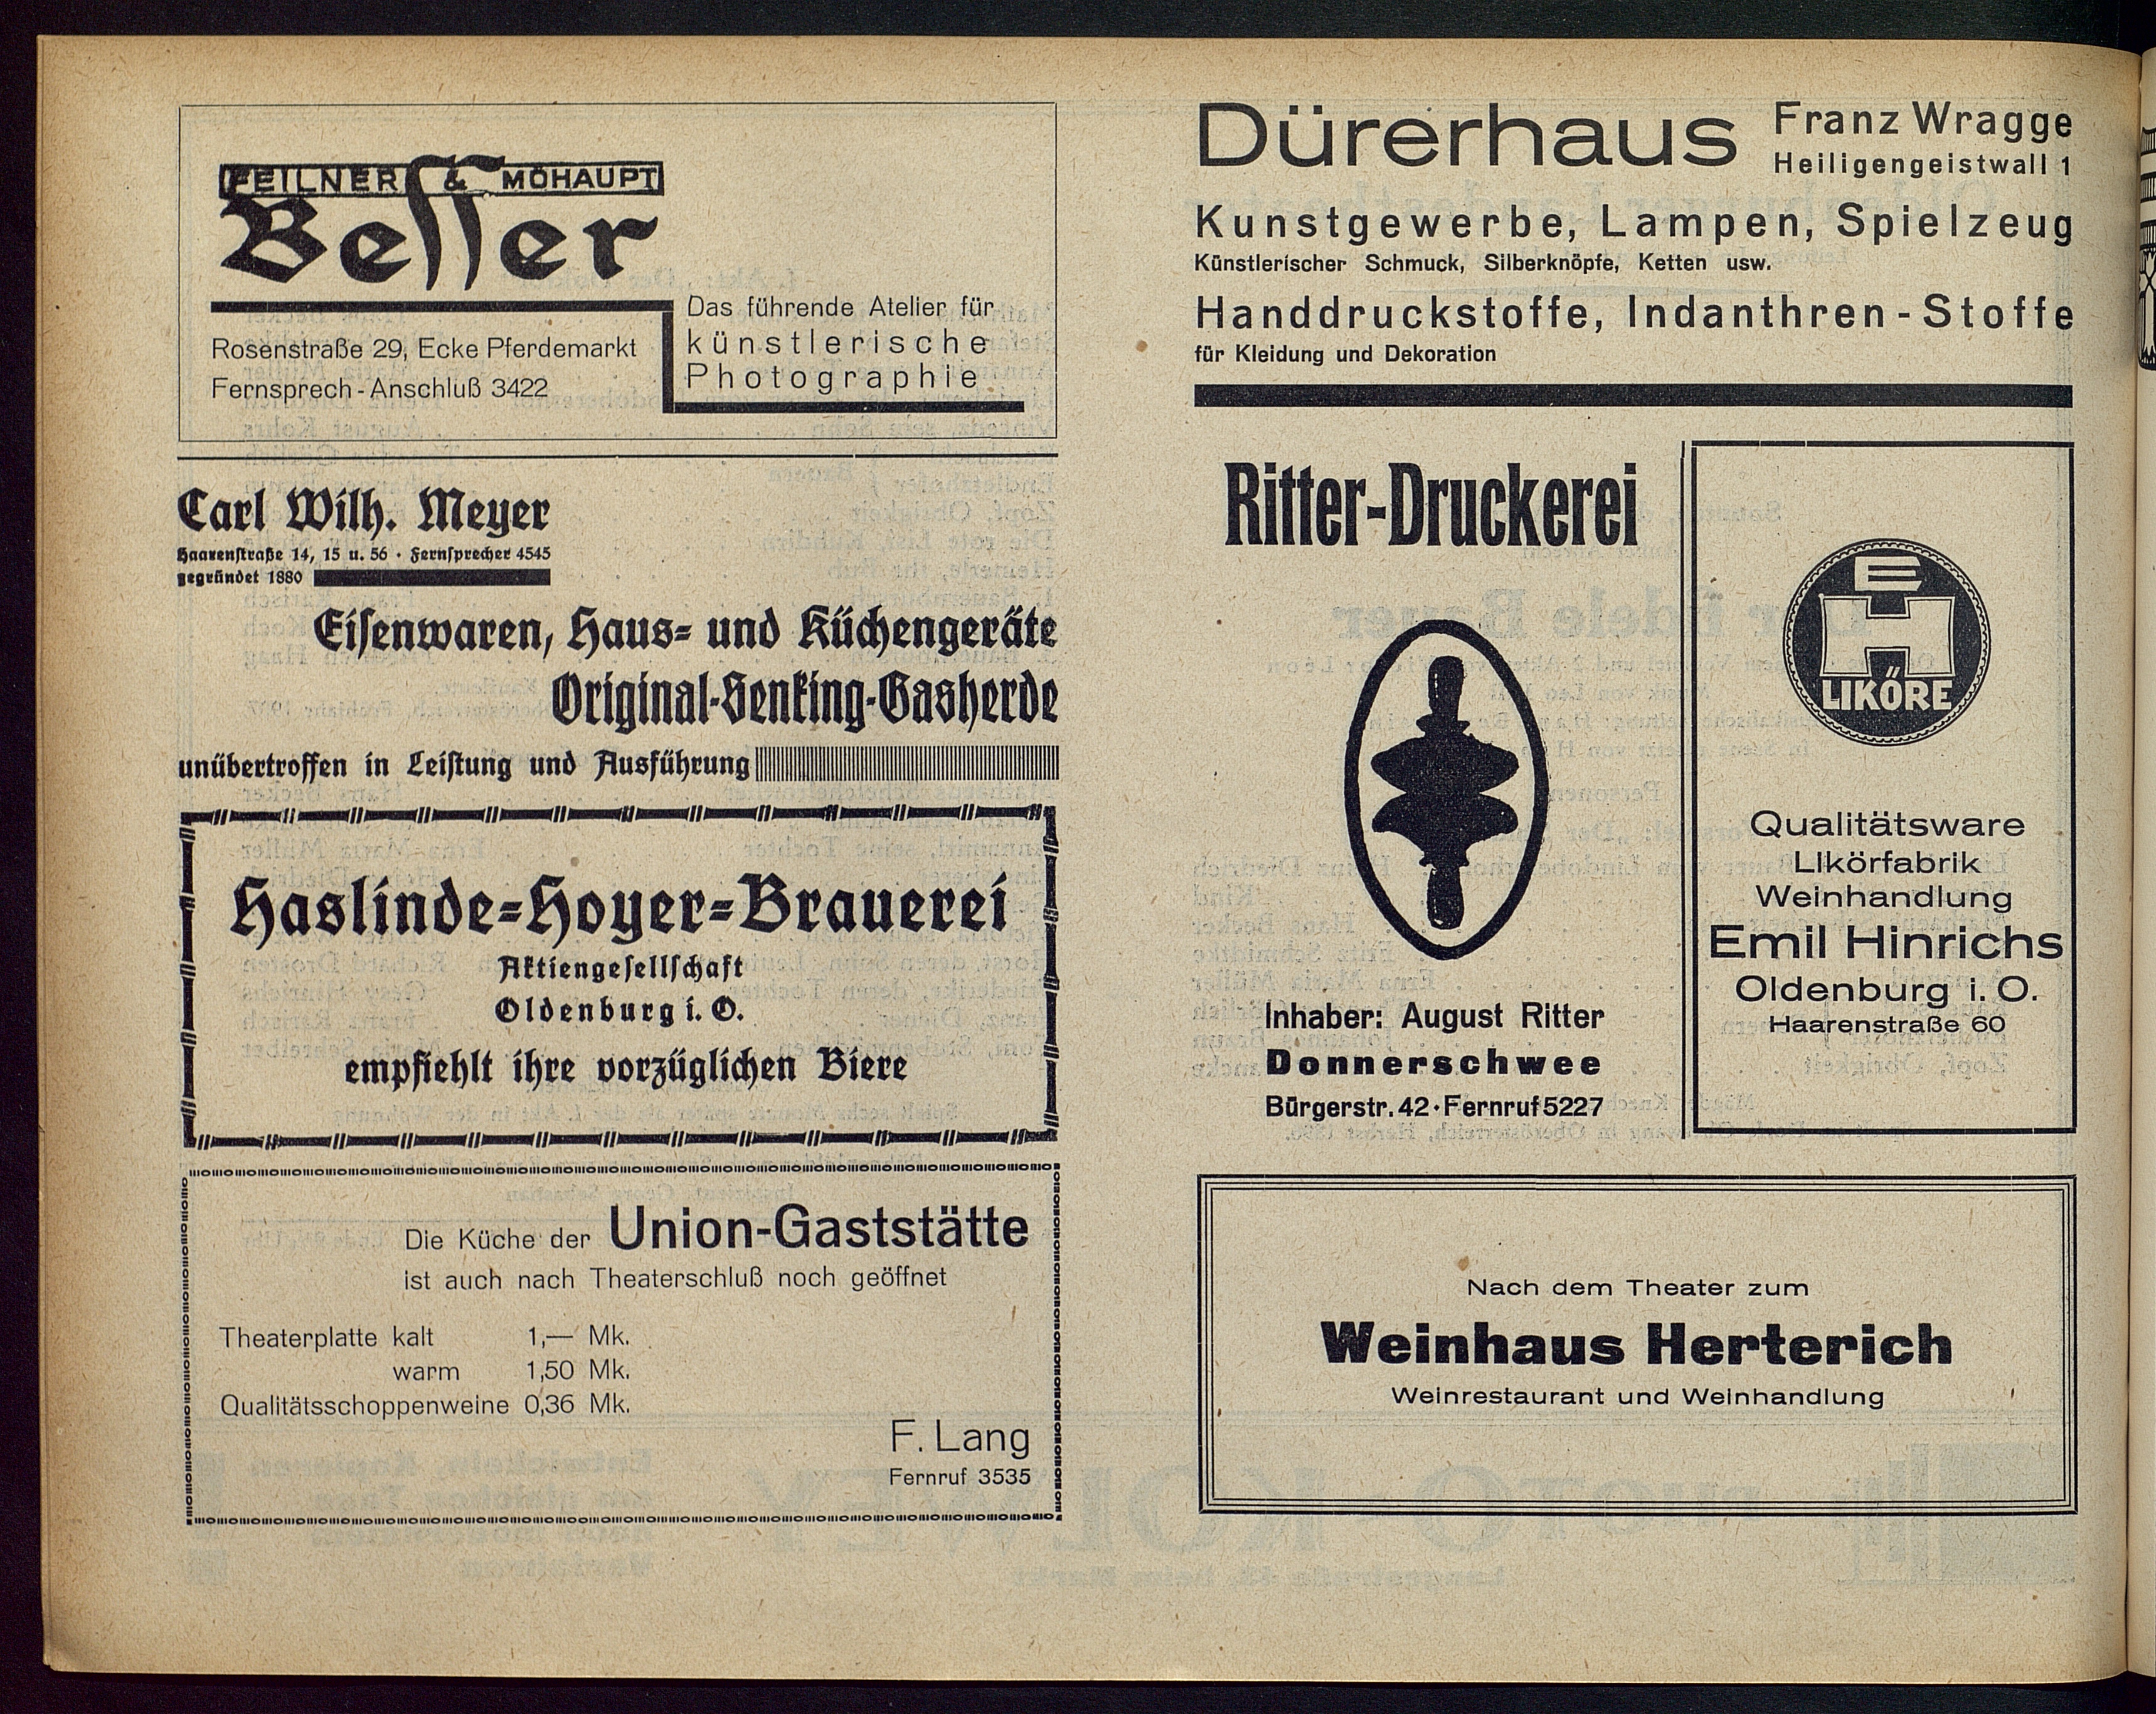 FEILNER & MOHAUPT
Besser
Rosenstraße 29, Ecke Pferdemarkt
Fernsprech-Anschluß 3422
Das führende Atelier für
künstlerische
Photographie
Carl Wilh. Meyer
Haarenstraße 14, 15 u. 56 · Fernsprecher 4545
gegründet 1880
Eisenwaren, Haus- und Küchengeräte
Original-Senking-Gasherde
unübertroffen in Leistung und Ausführung
Haslinde-Hoyer-Brauerei
Aktiengesellschaft
Oldenburg i. O.
empfiehlt ihre vorzüglichen Biere
Die Küche der Union-Gaststätte
ist auch nach Theaterschluß noch geöffnet
Theaterplatte kalt 1,— Mk.
warm 1,50 Mk.
Qualitätsschoppenweine 0,36 Mk.
F. Lang
Fernruf 3535
Dürerhaus Franz Wragge
Heiligengeistwall 1
Kunstgewerbe, Lampen, Spielzeug
Künstlerischer Schmuck, Silberknöpfe, Ketten usw.
Handdruckstoffe, Indanthren-Stoffe
für Kleidung und Dekoration
Ritter-Druckerei
Inhaber: August Ritter
Donnerschwee
Bürgerstr. 42 · Fernruf 5227
E
H
LIKÖRE
Qualitätsware
Likörfabrik
Weinhandlung
Emil Hinrichs
Oldenburg i. O.
Haarenstraße 60
Nach dem Theater zum
Weinhaus Herterich
Weinrestaurant und Weinhandlung